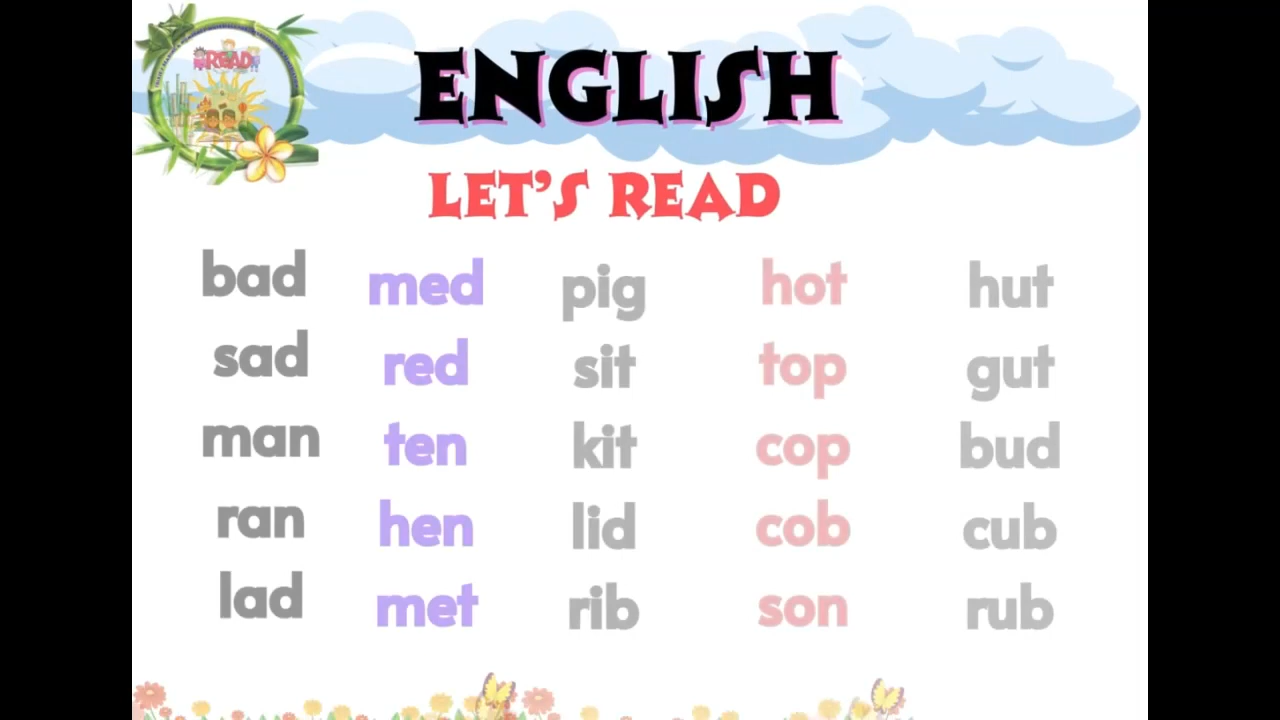 READ
ENGLISH
LET'S READ
bad med pig hot hut
sad red sit top gut
man ten kit cop bud
ran hen lid cob cub
lad met rib son rub